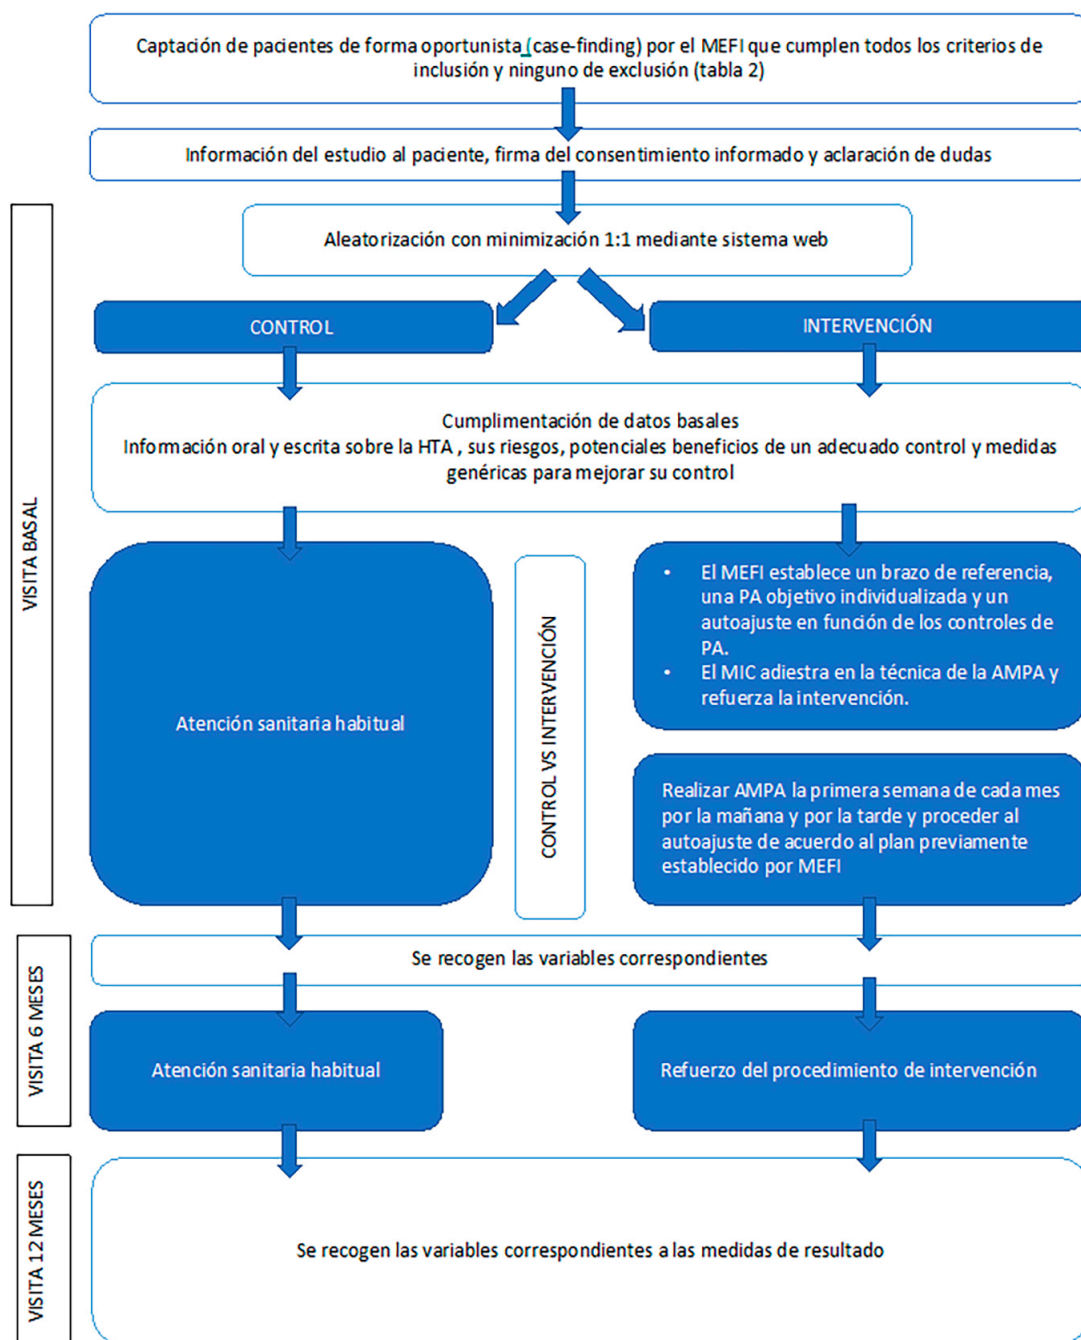 Captación de pacientes de forma oportunista (case-finding) por el MEFI que cumplen todos los criterios de
inclusión y ninguno de exclusión (tabla 2)
Información del estudio al paciente, firma del consentimiento informado y aclaración de dudas
VISITA BASAL
Aleatorización con minimización 1:1 mediante sistema web
CONTROL
INTERVENCIÓN
Cumplimentación de datos basales
Información oral y escrita sobre la HTA , sus riesgos, potenciales beneficios de un adecuado control y medidas
genéricas para mejorar su control
Atención sanitaria habitual
CONTROL VS INTERVENCIÓN
• El MEFI establece un brazo de referencia,
una PA objetivo individualizada y un
autoajuste en función de los controles de
PA.
• El MIC adiestra en la técnica de la AMPA y
refuerza la intervención.
Realizar AMPA la primera semana de cada mes
por la mañana y por la tarde y proceder al
autoajuste de acuerdo al plan previamente
establecido por MEFI
VISITA 6 MESES
Se recogen las variables correspondientes
Atención sanitaria habitual
Refuerzo del procedimiento de intervención
VISITA 12 MESES
Se recogen las variables correspondientes a las medidas de resultado